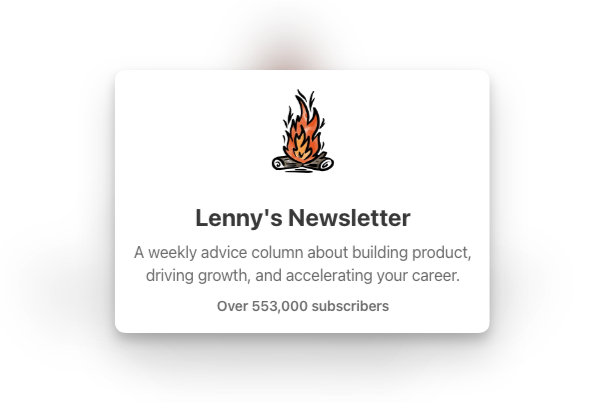 Lenny's Newsletter
A weekly advice column about building product,
driving growth, and accelerating your career.
Over 553,000 subscribers